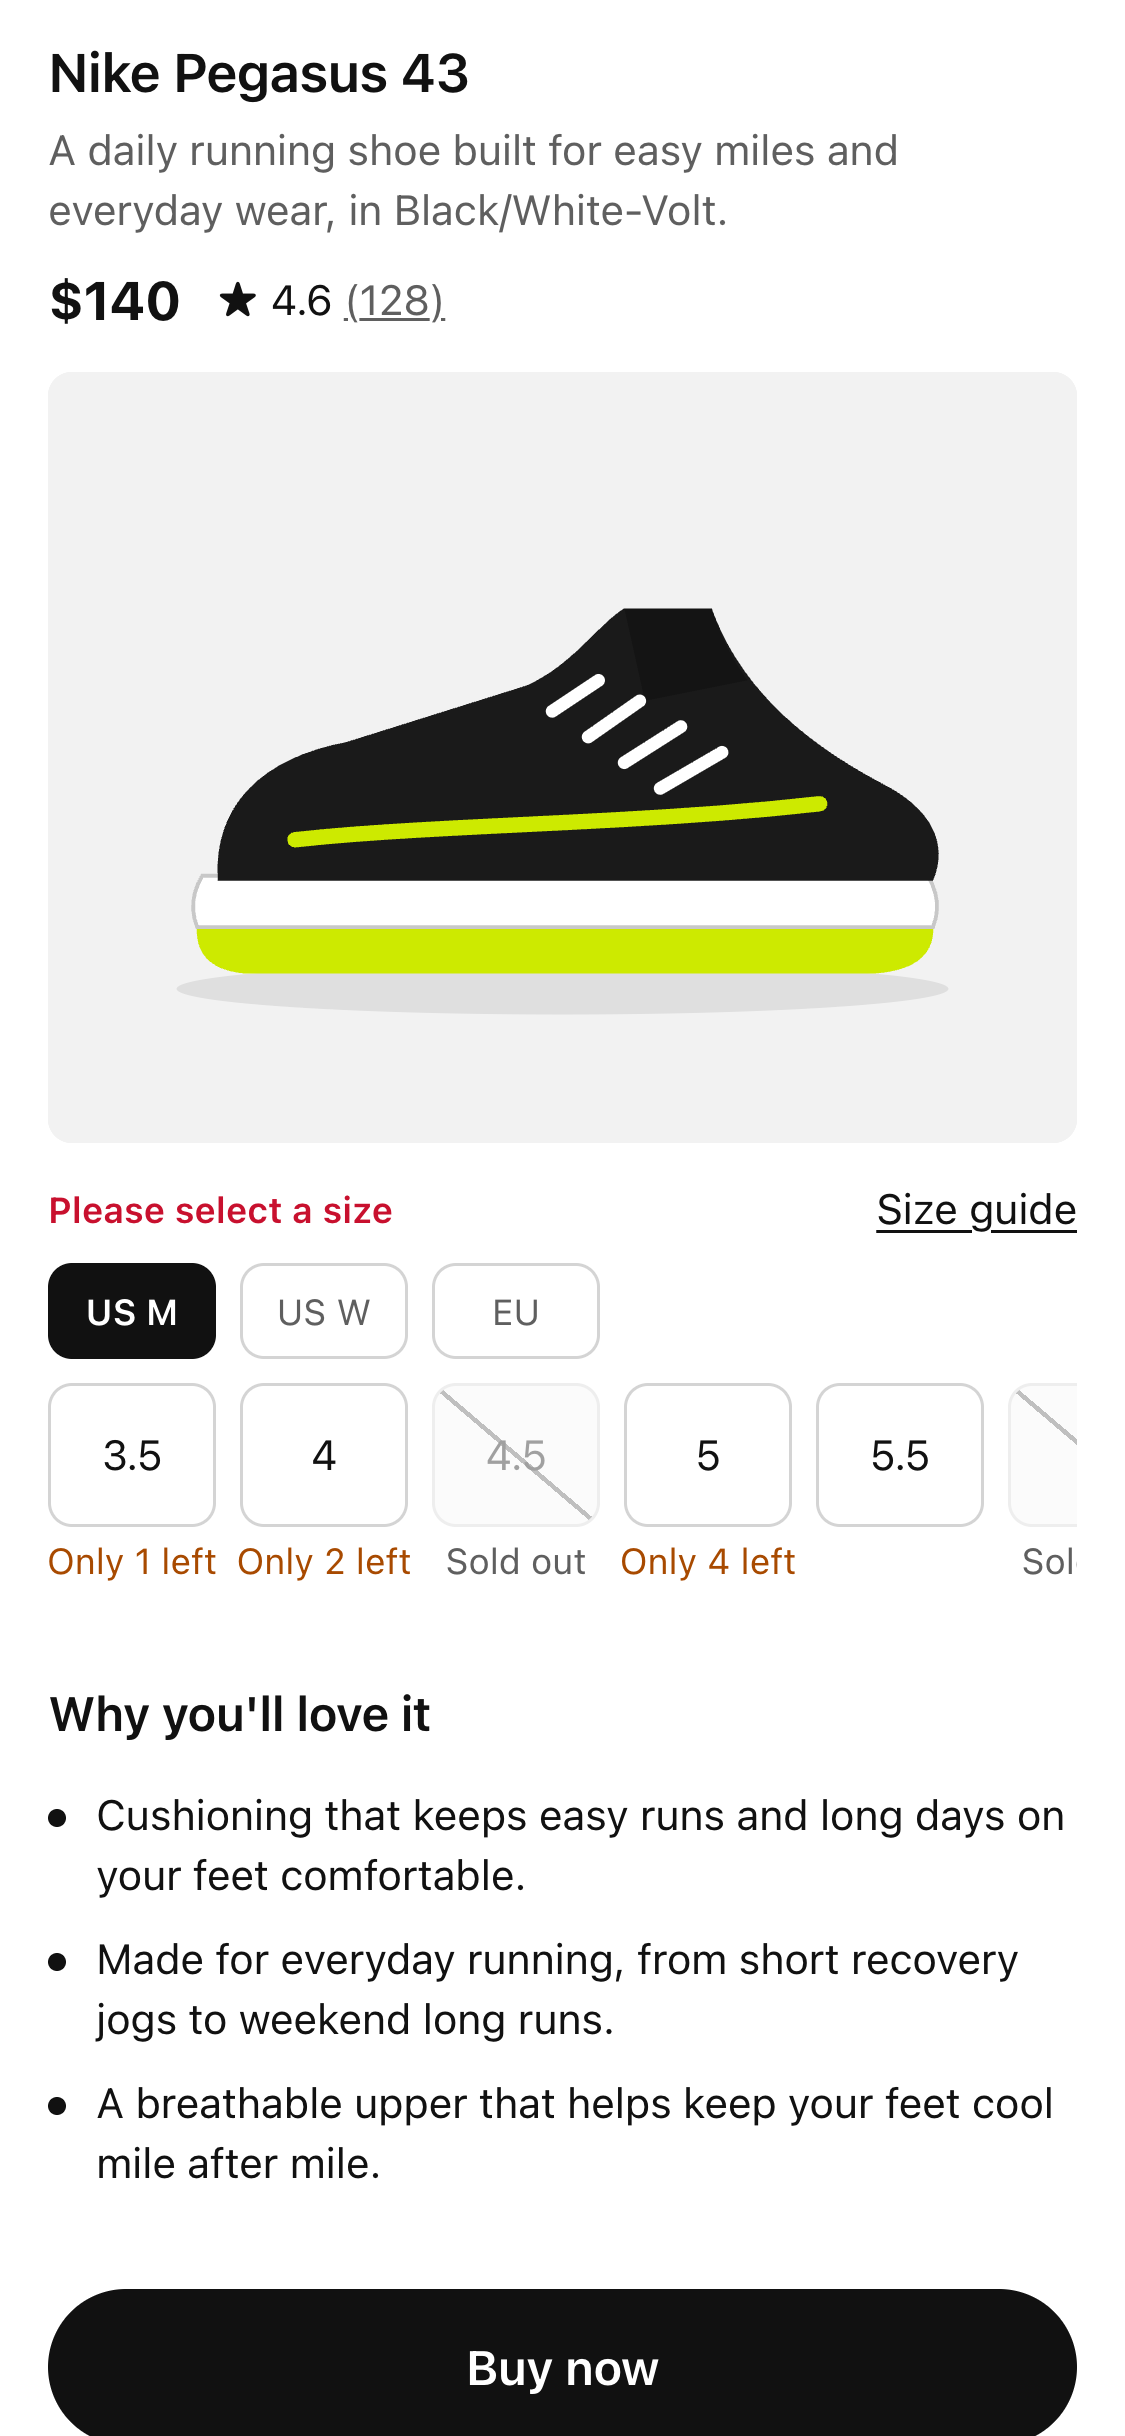 Nike Pegasus 43
A daily running shoe built for easy miles and
everyday wear, in Black/White-Volt.
$140 ★ 4.6 (128)
Please select a size Size guide
US M US W EU
3.5 4 4.5 5 5.5
Only 1 left Only 2 left Sold out Only 4 left
Why you'll love it
Cushioning that keeps easy runs and long days on
your feet comfortable.
Made for everyday running, from short recovery
jogs to weekend long runs.
A breathable upper that helps keep your feet cool
mile after mile.
Buy now